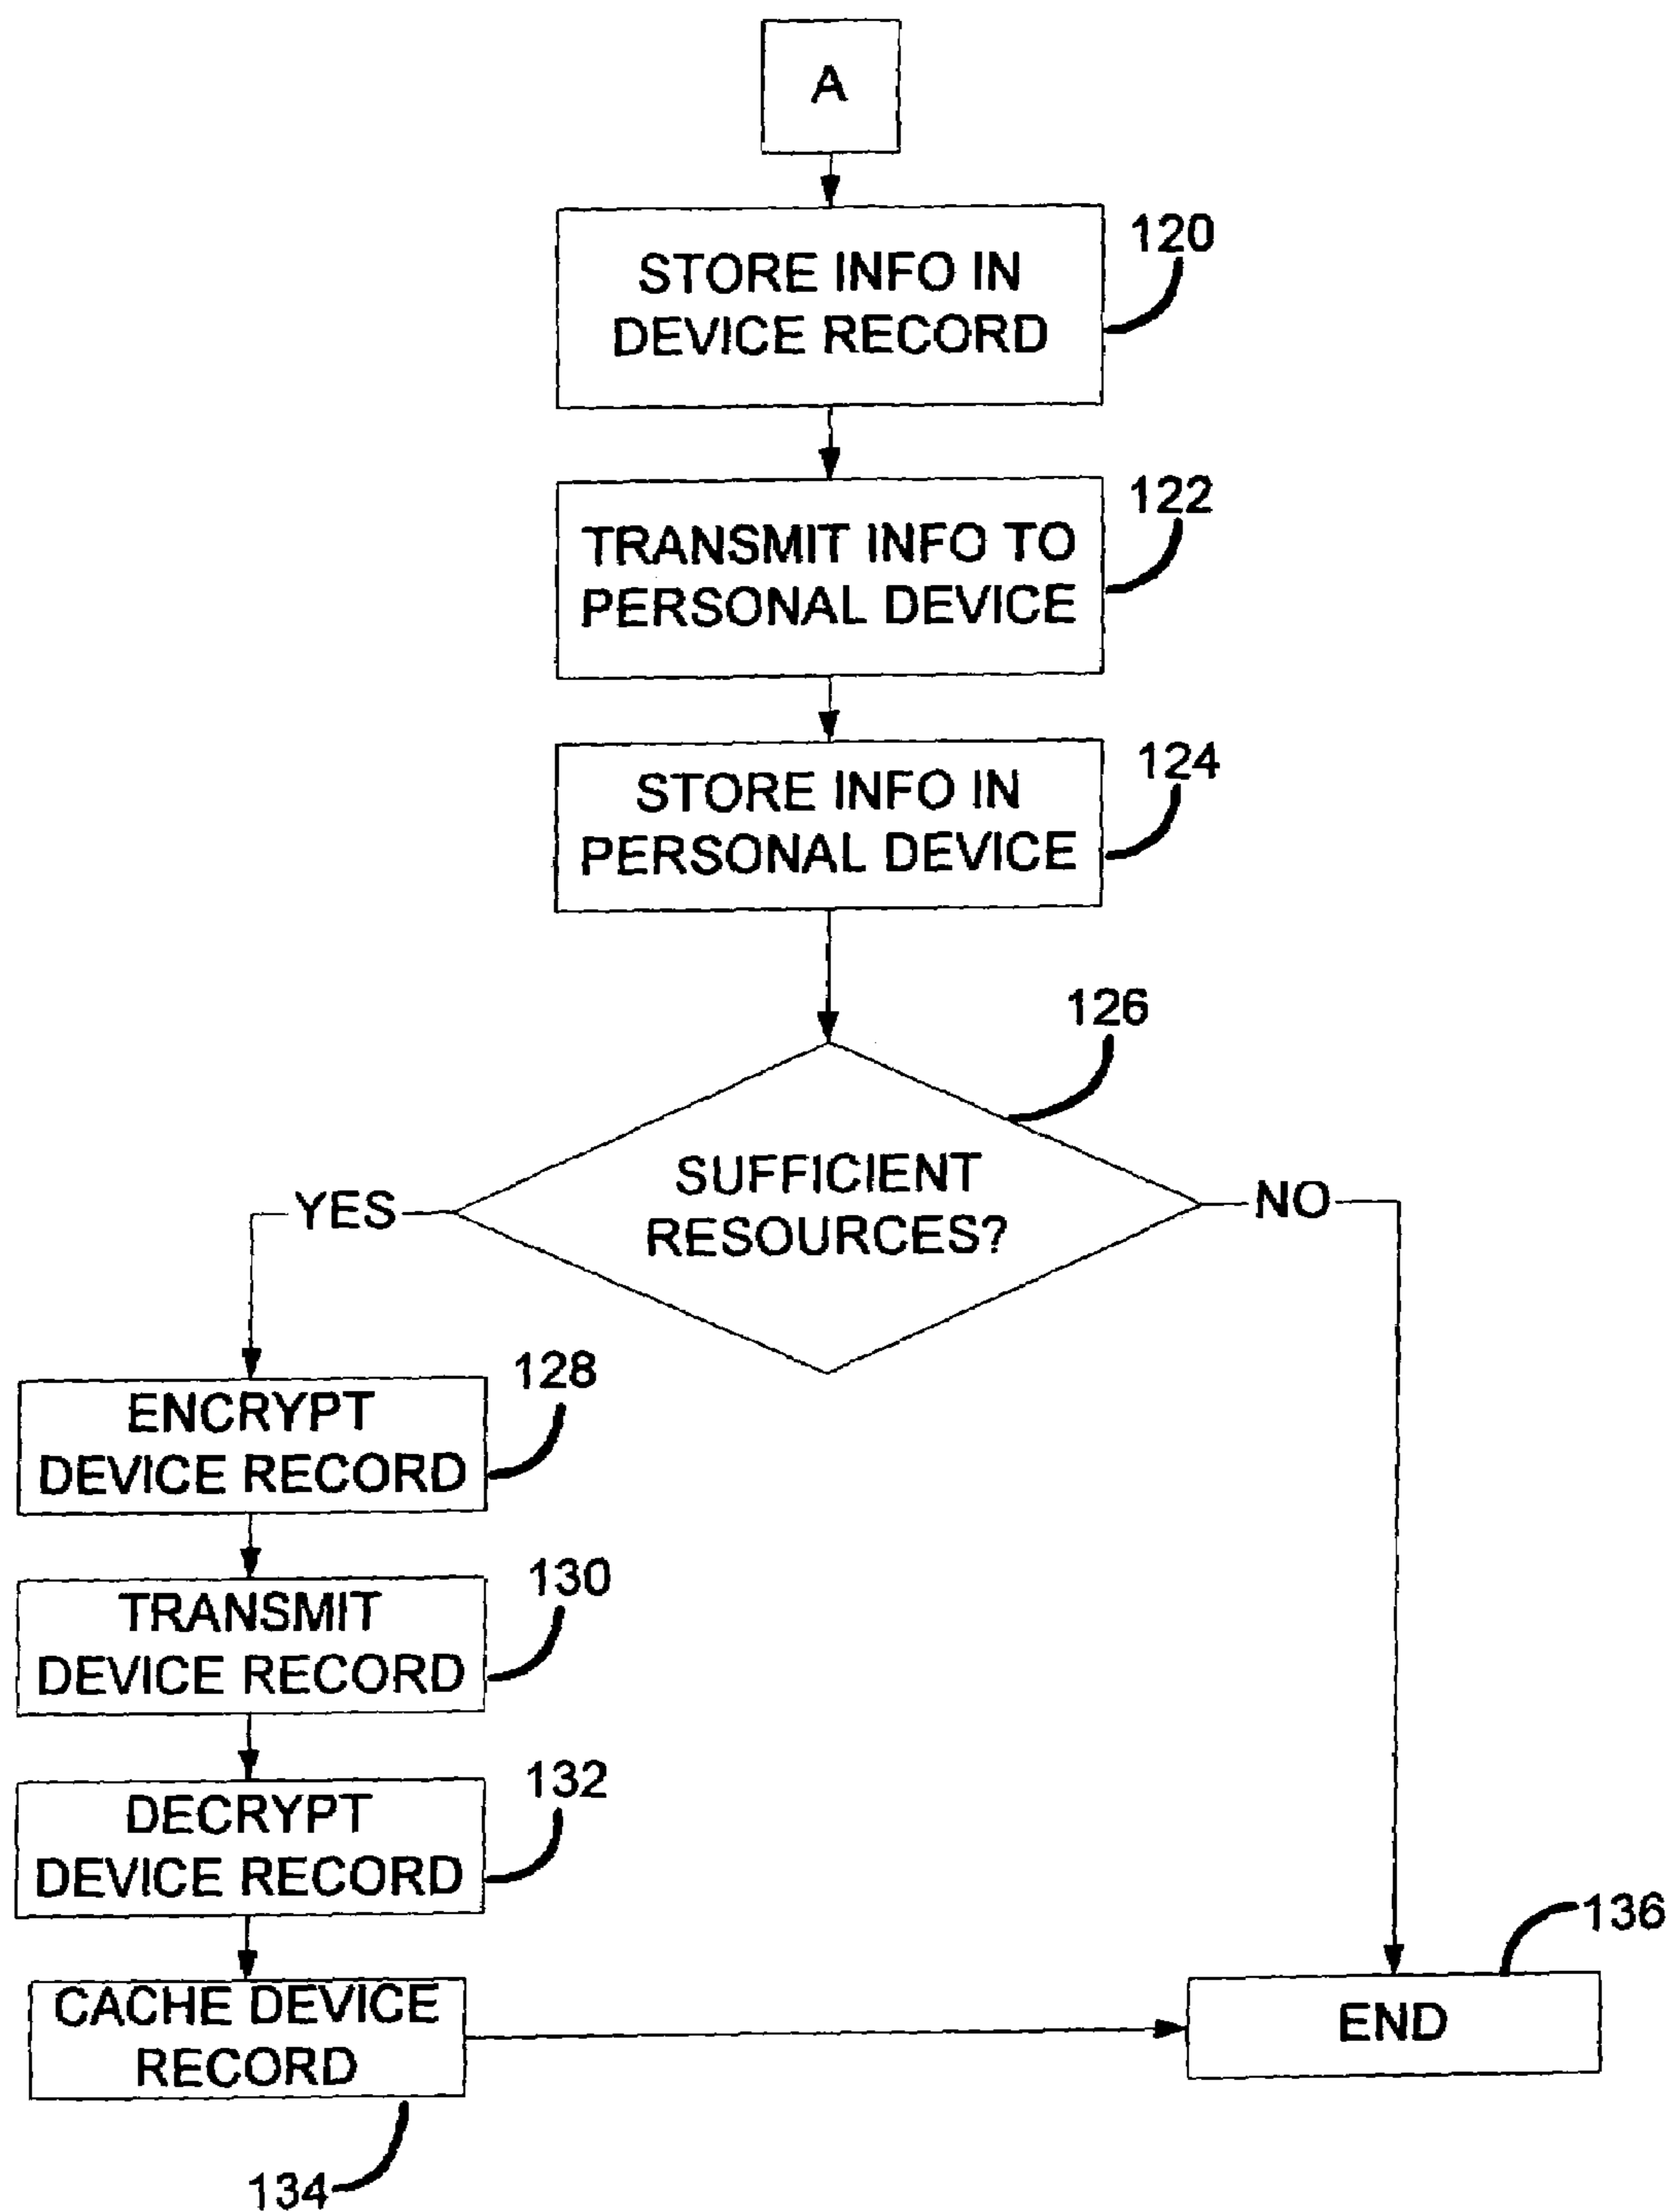 A
STORE INFO IN
DEVICE RECORD
120
TRANSMIT INFO TO
PERSONAL DEVICE
122
STORE INFO IN
PERSONAL DEVICE
124
126
SUFFICIENT
RESOURCES?
YES
NO
ENCRYPT
DEVICE RECORD
128
TRANSMIT
DEVICE RECORD
130
DECRYPT
DEVICE RECORD
132
CACHE DEVICE
RECORD
134
END
136